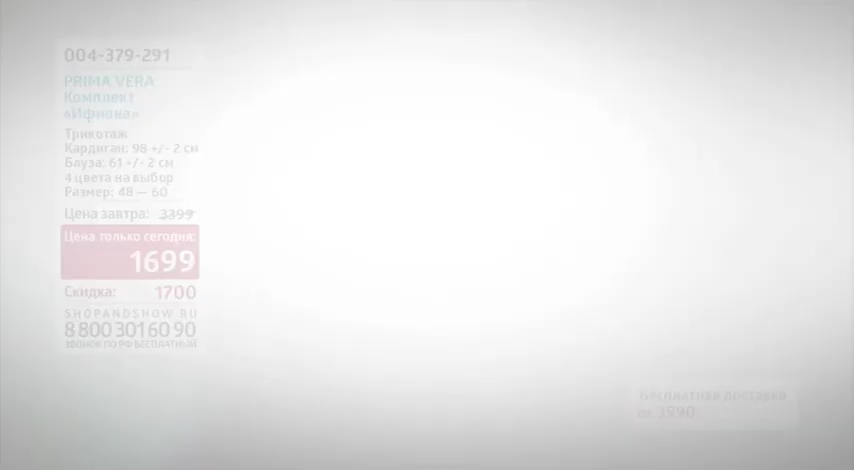 004-379-291
PRIMA VERA
Комплект
«Ифиона»
Трикотаж
Кардиган: 98 +/- 2 см
Блуза: 61 +/- 2 см
4 цвета на выбор
Размер: 48 — 60
Цена завтра: 3399
Цена только сегодня:
1699
Скидка: 1700
SHOPANDSHOW.RU
8 800 301 60 90
ЗВОНОК ПО РФ БЕСПЛАТНЫЙ
Бесплатная доставка
от 3990